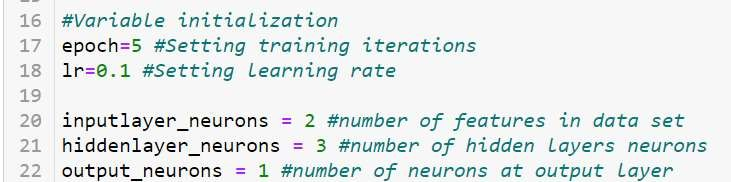 16 #Variable initialization
17 epoch=5 #Setting training iterations
18 lr=0.1 #Setting learning rate
19
20 inputlayer_neurons = 2 #number of features in data set
21 hiddenlayer_neurons = 3 #number of hidden layers neurons
22 output_neurons = 1 #number of neurons at output layer